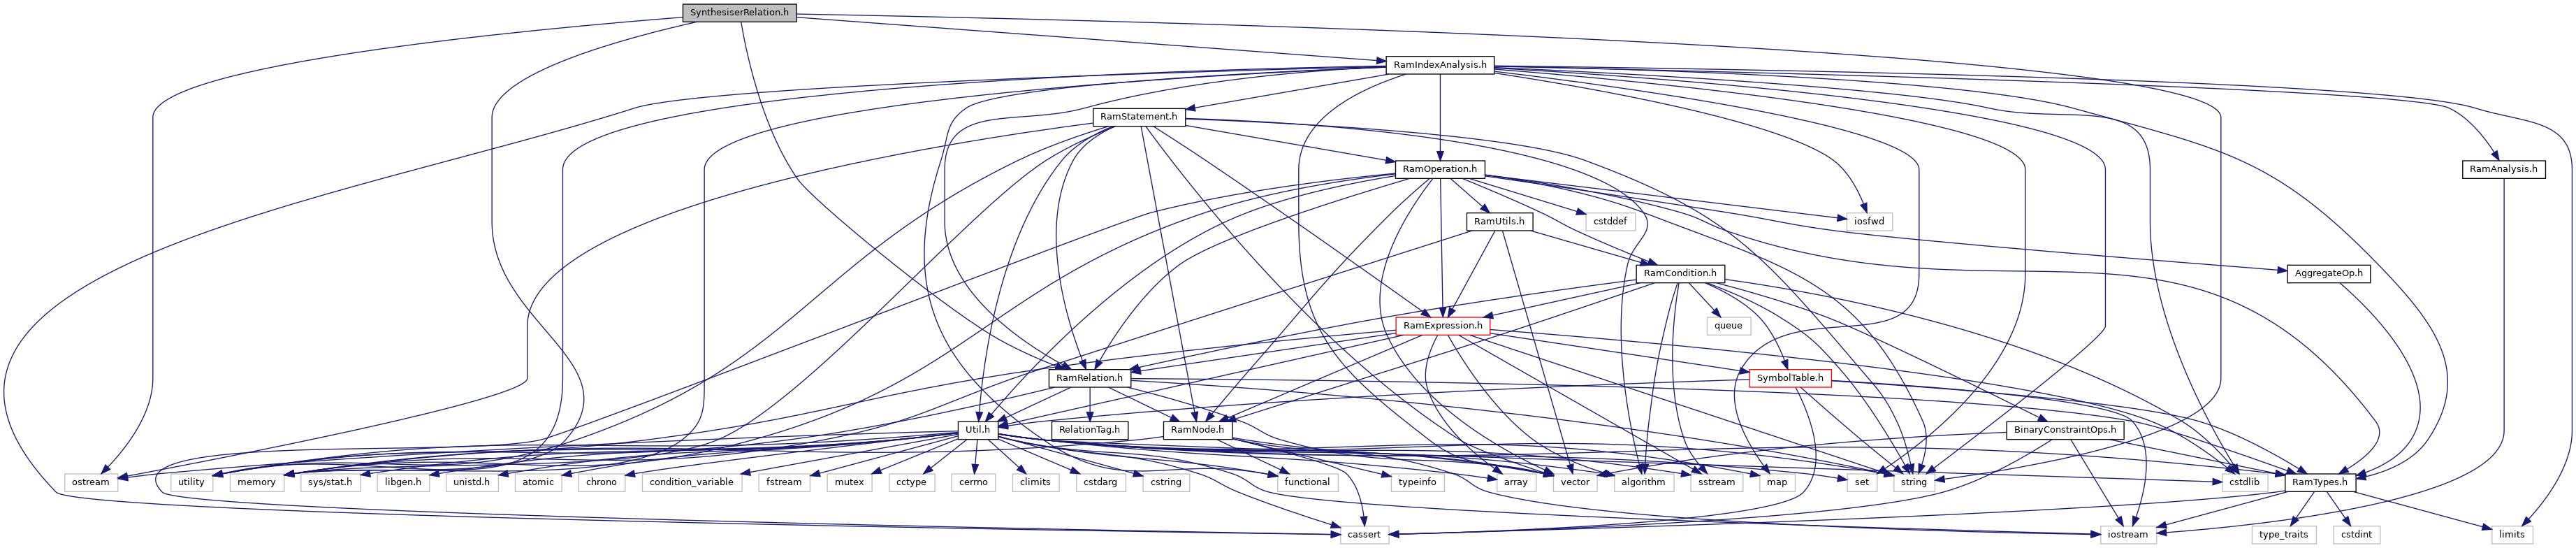 SynthesiserRelation.h
RamIndexAnalysis.h
RamStatement.h
RamOperation.h
RamAnalysis.h
RamUtils.h
cstddef
iosfwd
RamCondition.h
AggregateOp.h
RamExpression.h
queue
RamRelation.h
SymbolTable.h
Util.h
RelationTag.h
RamNode.h
BinaryConstraintOps.h
ostream
utility
memory
sys/stat.h
libgen.h
unistd.h
atomic
chrono
condition_variable
fstream
mutex
cctype
cerrno
climits
cstdarg
cstring
functional
typeinfo
array
vector
algorithm
sstream
map
set
string
cstdlib
RamTypes.h
cassert
iostream
type_traits
cstdint
limits